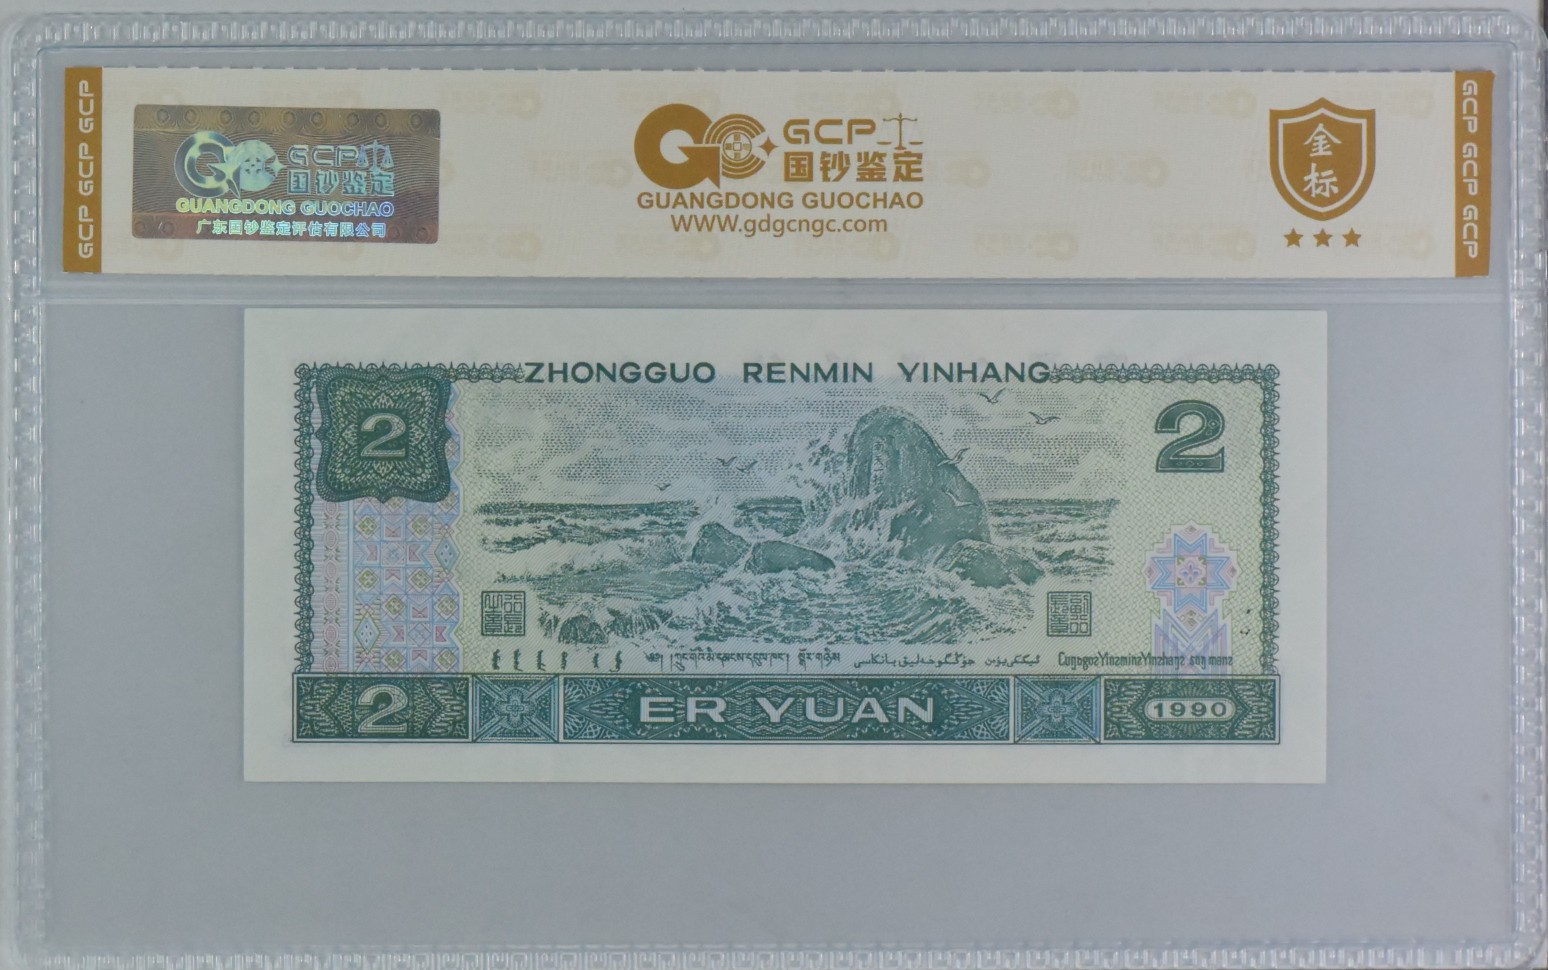 GCP GCP GCP
GCP
国钞鉴定
GUANGDONG GUOCHAO
广东国钞鉴定评估有限公司
GCP
国钞鉴定
GUANGDONG GUOCHAO
WWW.gdgcngc.com
金标
GCP GCP GCP
ZHONGGUO RENMIN YINHANG
2
2
2
ER YUAN
1990